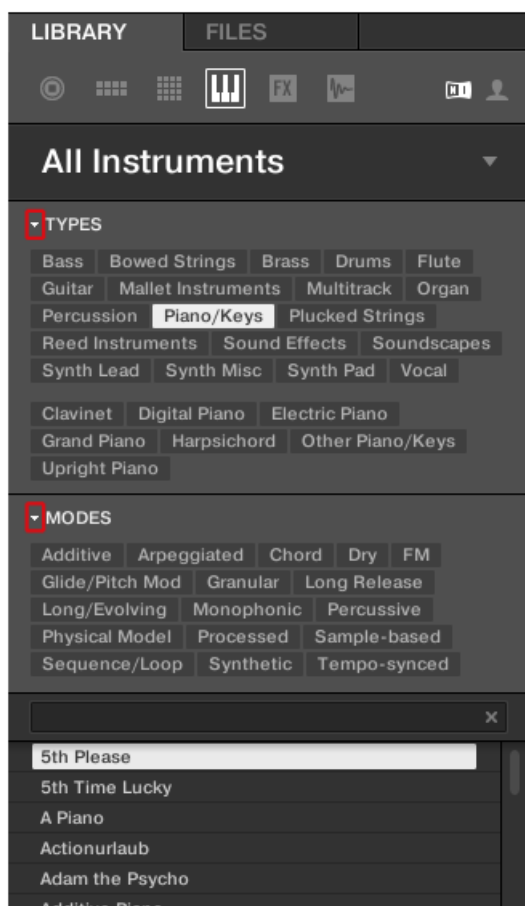 LIBRARY FILES
FX NI
All Instruments
TYPES
Bass Bowed Strings Brass Drums Flute
Guitar Mallet Instruments Multitrack Organ
Percussion Piano/Keys Plucked Strings
Reed Instruments Sound Effects Soundscapes
Synth Lead Synth Misc Synth Pad Vocal
Clavinet Digital Piano Electric Piano
Grand Piano Harpsichord Other Piano/Keys
Upright Piano
MODES
Additive Arpeggiated Chord Dry FM
Glide/Pitch Mod Granular Long Release
Long/Evolving Monophonic Percussive
Physical Model Processed Sample-based
Sequence/Loop Synthetic Tempo-synced
5th Please
5th Time Lucky
A Piano
Actionurlaub
Adam the Psycho
Additive Piano